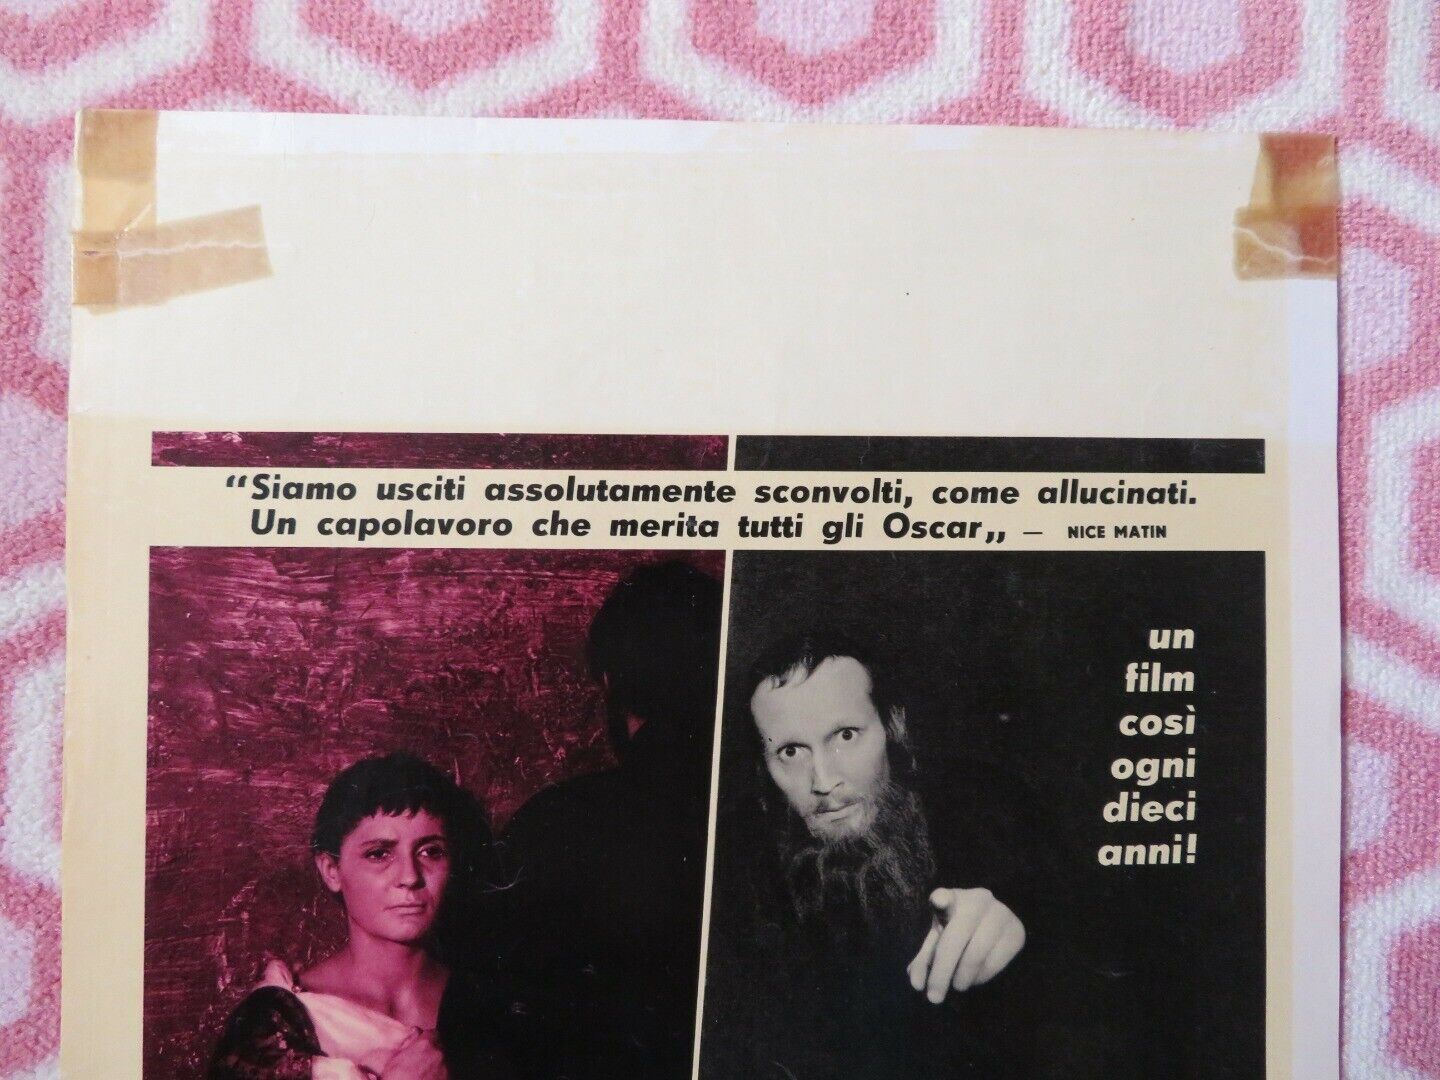 “Siamo usciti assolutamente sconvolti, come allucinati.
Un capolavoro che merita tutti gli Oscar„ — NICE MATIN
un
film
così
ogni
dieci
anni!